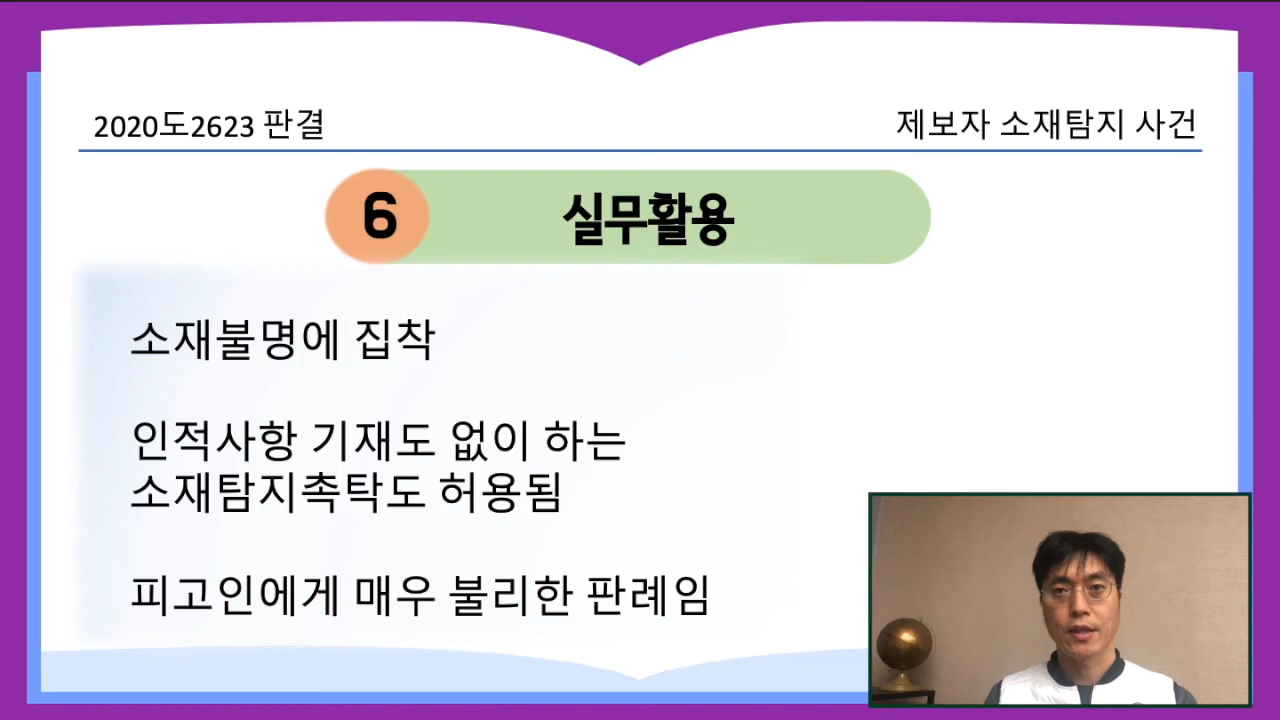 2020도2623 판결
제보자 소재탐지 사건
6
실무활용
소재불명에 집착
인적사항 기재도 없이 하는
소재탐지촉탁도 허용됨
피고인에게 매우 불리한 판례임